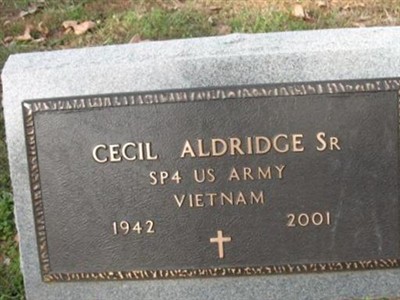 CECIL ALDRIDGE SR
SP4 US ARMY
VIETNAM
1942 2001